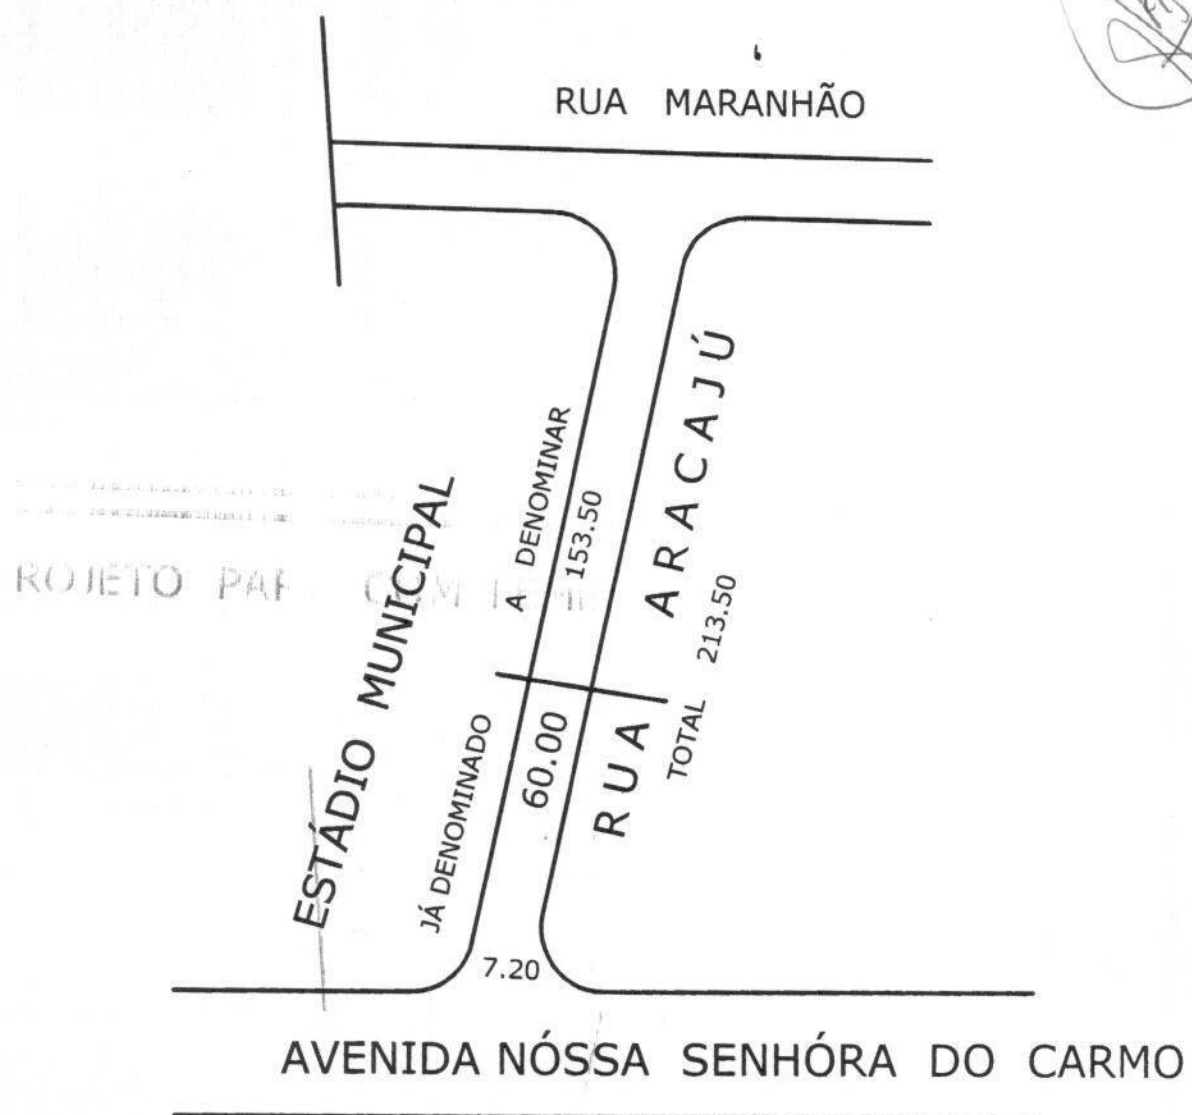 RUA MARANHÃO
A DENOMINAR
153.50
RUA ARACAJÚ
TOTAL 213.50
ESTÁDIO MUNICIPAL
JÁ DENOMINADO
60.00
7.20
ROJETO
AVENIDA NÓSSA SENHÓRA DO CARMO